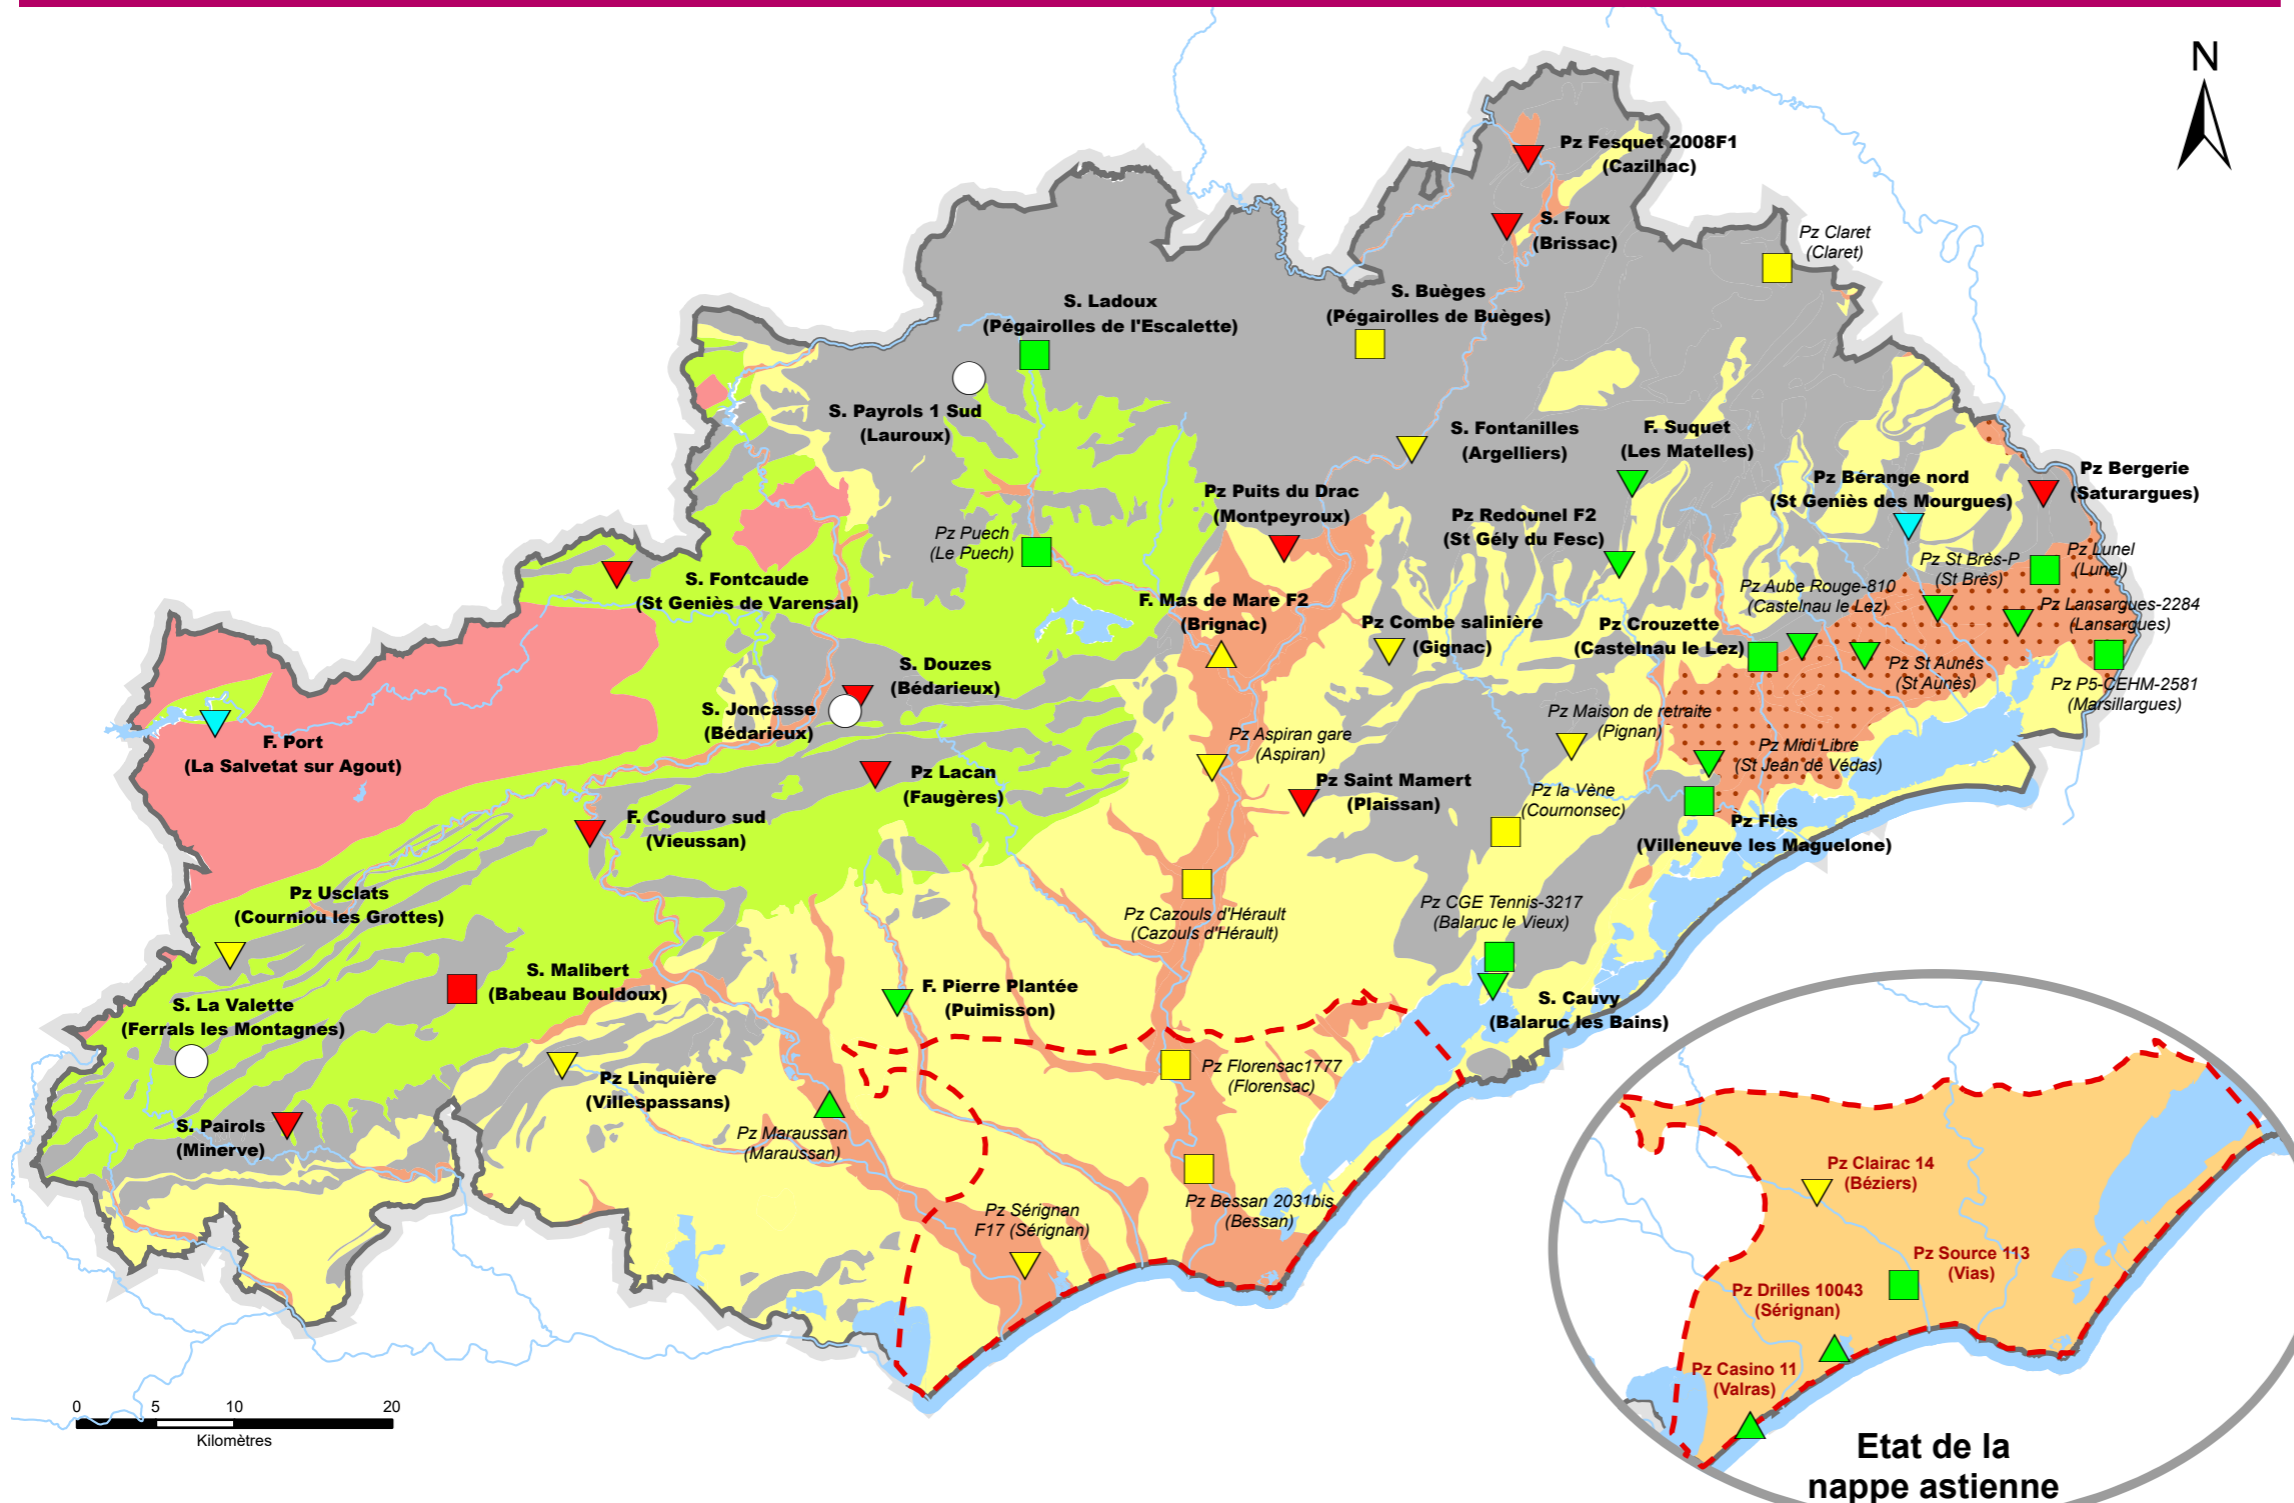 N
Pz Fesquet 2008F1
(Cazilhac)
S. Foux
(Brissac)
Pz Claret
(Claret)
S. Ladoux
(Pégairolles de l'Escalette)
S. Buèges
(Pégairolles de Buèges)
S. Payrols 1 Sud
(Lauroux)
S. Fontanilles
(Argelliers)
F. Suquet
(Les Matelles)
Pz Bérange nord
(St Geniès des Mourgues)
Pz Bergerie
(Saturargues)
Pz Puits du Drac
(Montpeyroux)
Pz Redounel F2
(St Gély du Fesc)
Pz Puech
(Le Puech)
Pz St Brès-P
(St Brès)
Pz Lunel
(Lunel)
S. Fontcaude
(St Geniès de Varensal)
Pz Aube Rouge-810
(Castelnau le Lez)
F. Mas de Mare F2
(Brignac)
Pz Combe salinière
(Gignac)
Pz Crouzette
(Castelnau le Lez)
Pz Lansargues-2284
(Lansargues)
S. Douzes
(Bédarieux)
Pz St Aunès
(St Aunès)
Pz P5-CEHM-2581
(Marsillargues)
S. Joncasse
(Bédarieux)
Pz Maison de retraite
(Pignan)
F. Port
(La Salvetat sur Agout)
Pz Aspiran gare
(Aspiran)
Pz Midi Libre
(St Jean de Védas)
Pz Lacan
(Faugères)
Pz Saint Mamert
(Plaissan)
Pz la Vène
(Cournonsec)
F. Couduro sud
(Vieussan)
Pz Flès
(Villeneuve les Maguelone)
Pz Usclats
(Courniou les Grottes)
Pz Cazouls d'Hérault
(Cazouls d'Hérault)
Pz CGE Tennis-3217
(Balaruc le Vieux)
S. Malibert
(Babeau Bouldoux)
F. Pierre Plantée
(Puimisson)
S. La Valette
(Ferrals les Montagnes)
S. Cauvy
(Balaruc les Bains)
Pz Linquière
(Villespassans)
Pz Florensac1777
(Florensac)
S. Pairols
(Minerve)
Pz Maraussan
(Maraussan)
Pz Bessan 2031bis
(Bessan)
Pz Sérignan
F17 (Sérignan)
Pz Clairac 14
(Béziers)
Pz Source 113
(Vias)
Pz Drilles 10043
(Sérignan)
Pz Casino 11
(Valras)
0 5 10 20
Kilomètres
Etat de la
nappe astienne